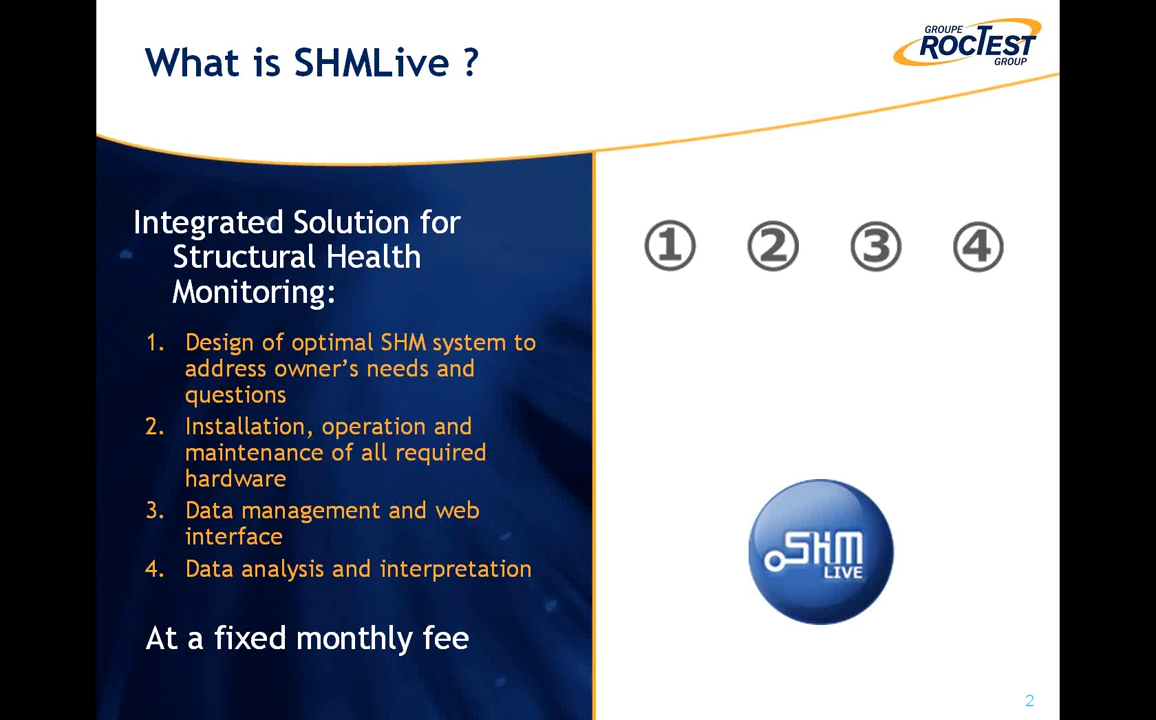 What is SHMLive ?
GROUPE
ROCTEST
GROUP
Integrated Solution for
Structural Health
Monitoring:
1. Design of optimal SHM system to
address owner’s needs and
questions
2. Installation, operation and
maintenance of all required
hardware
3. Data management and web
interface
4. Data analysis and interpretation
At a fixed monthly fee
① ② ③ ④
SHM
LIVE
2